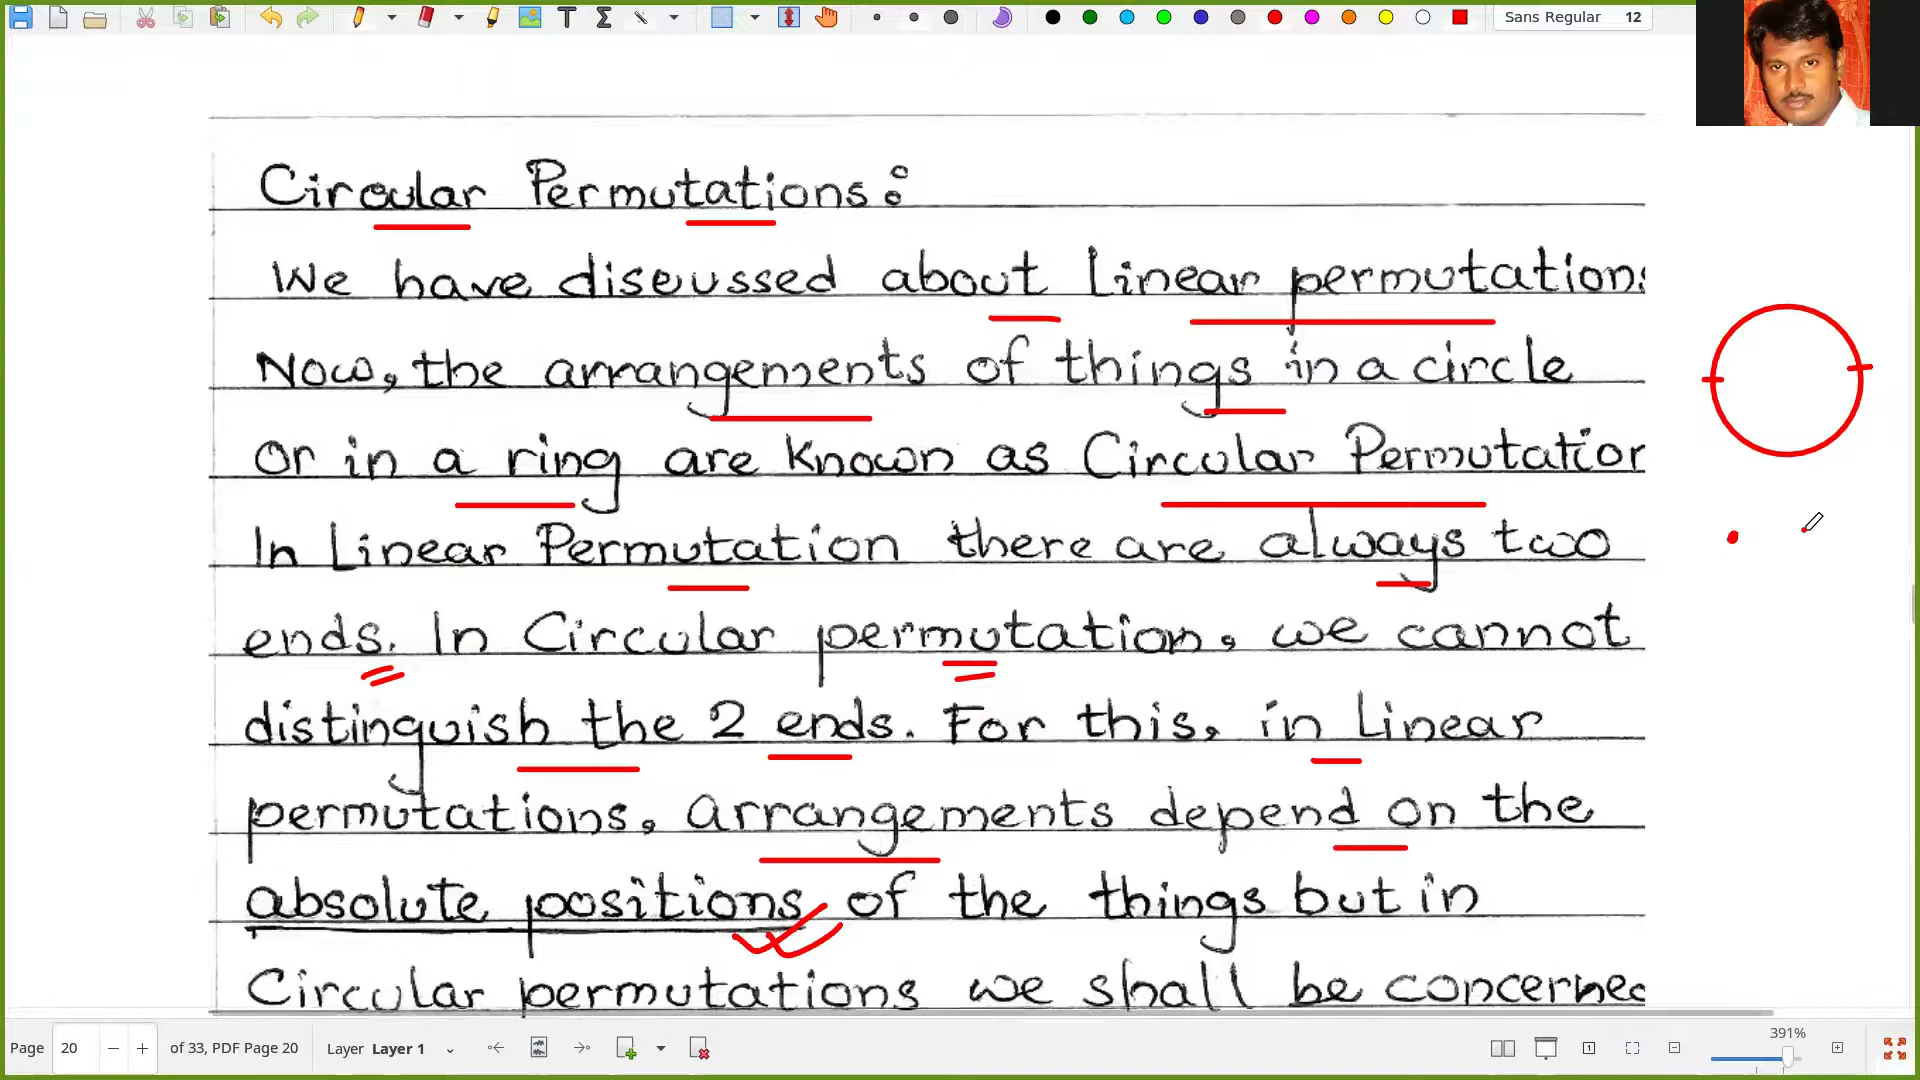 Sans Regular 12
Circular Permutations:
We have discussed about Linear permutations
Now, the arrangements of things in a circle
or in a ring are known as Circular Permutation
In Linear Permutation there are always two
ends. In Circular permutation, we cannot
distinguish the 2 ends. For this, in Linear
permutations, arrangements depend on the
absolute positions of the things but in
Circular permutations we shall be concerned
391%
Page 20 of 33, PDF Page 20 Layer Layer 1